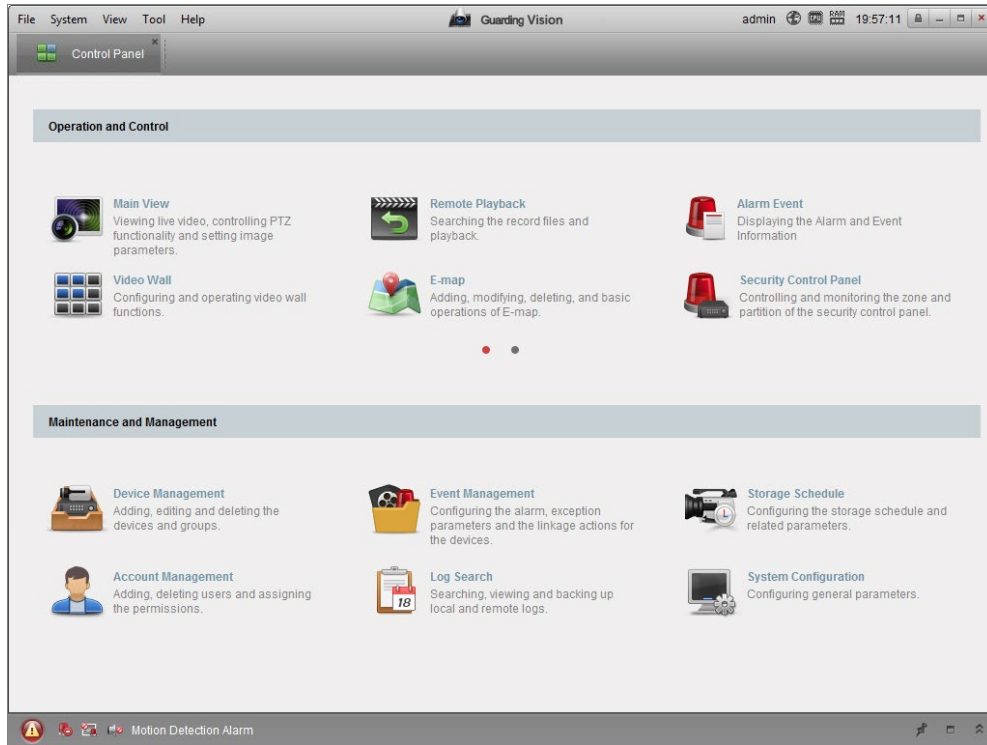 File System View Tool Help Guarding Vision admin CPU RAM 19:57:11
Control Panel
Operation and Control
Main View
Viewing live video, controlling PTZ
functionality and setting image
parameters.
Remote Playback
Searching the record files and
playback.
Alarm Event
Displaying the Alarm and Event
Information
Video Wall
Configuring and operating video wall
functions.
E-map
Adding, modifying, deleting, and basic
operations of E-map.
Security Control Panel
Controlling and monitoring the zone and
partition of the security control panel.
Maintenance and Management
Device Management
Adding, editing and deleting the
devices and groups.
Event Management
Configuring the alarm, exception
parameters and the linkage actions for
the devices.
Storage Schedule
Configuring the storage schedule and
related parameters.
Account Management
Adding, deleting users and assigning
the permissions.
18
Log Search
Searching, viewing and backing up
local and remote logs.
System Configuration
Configuring general parameters.
Motion Detection Alarm